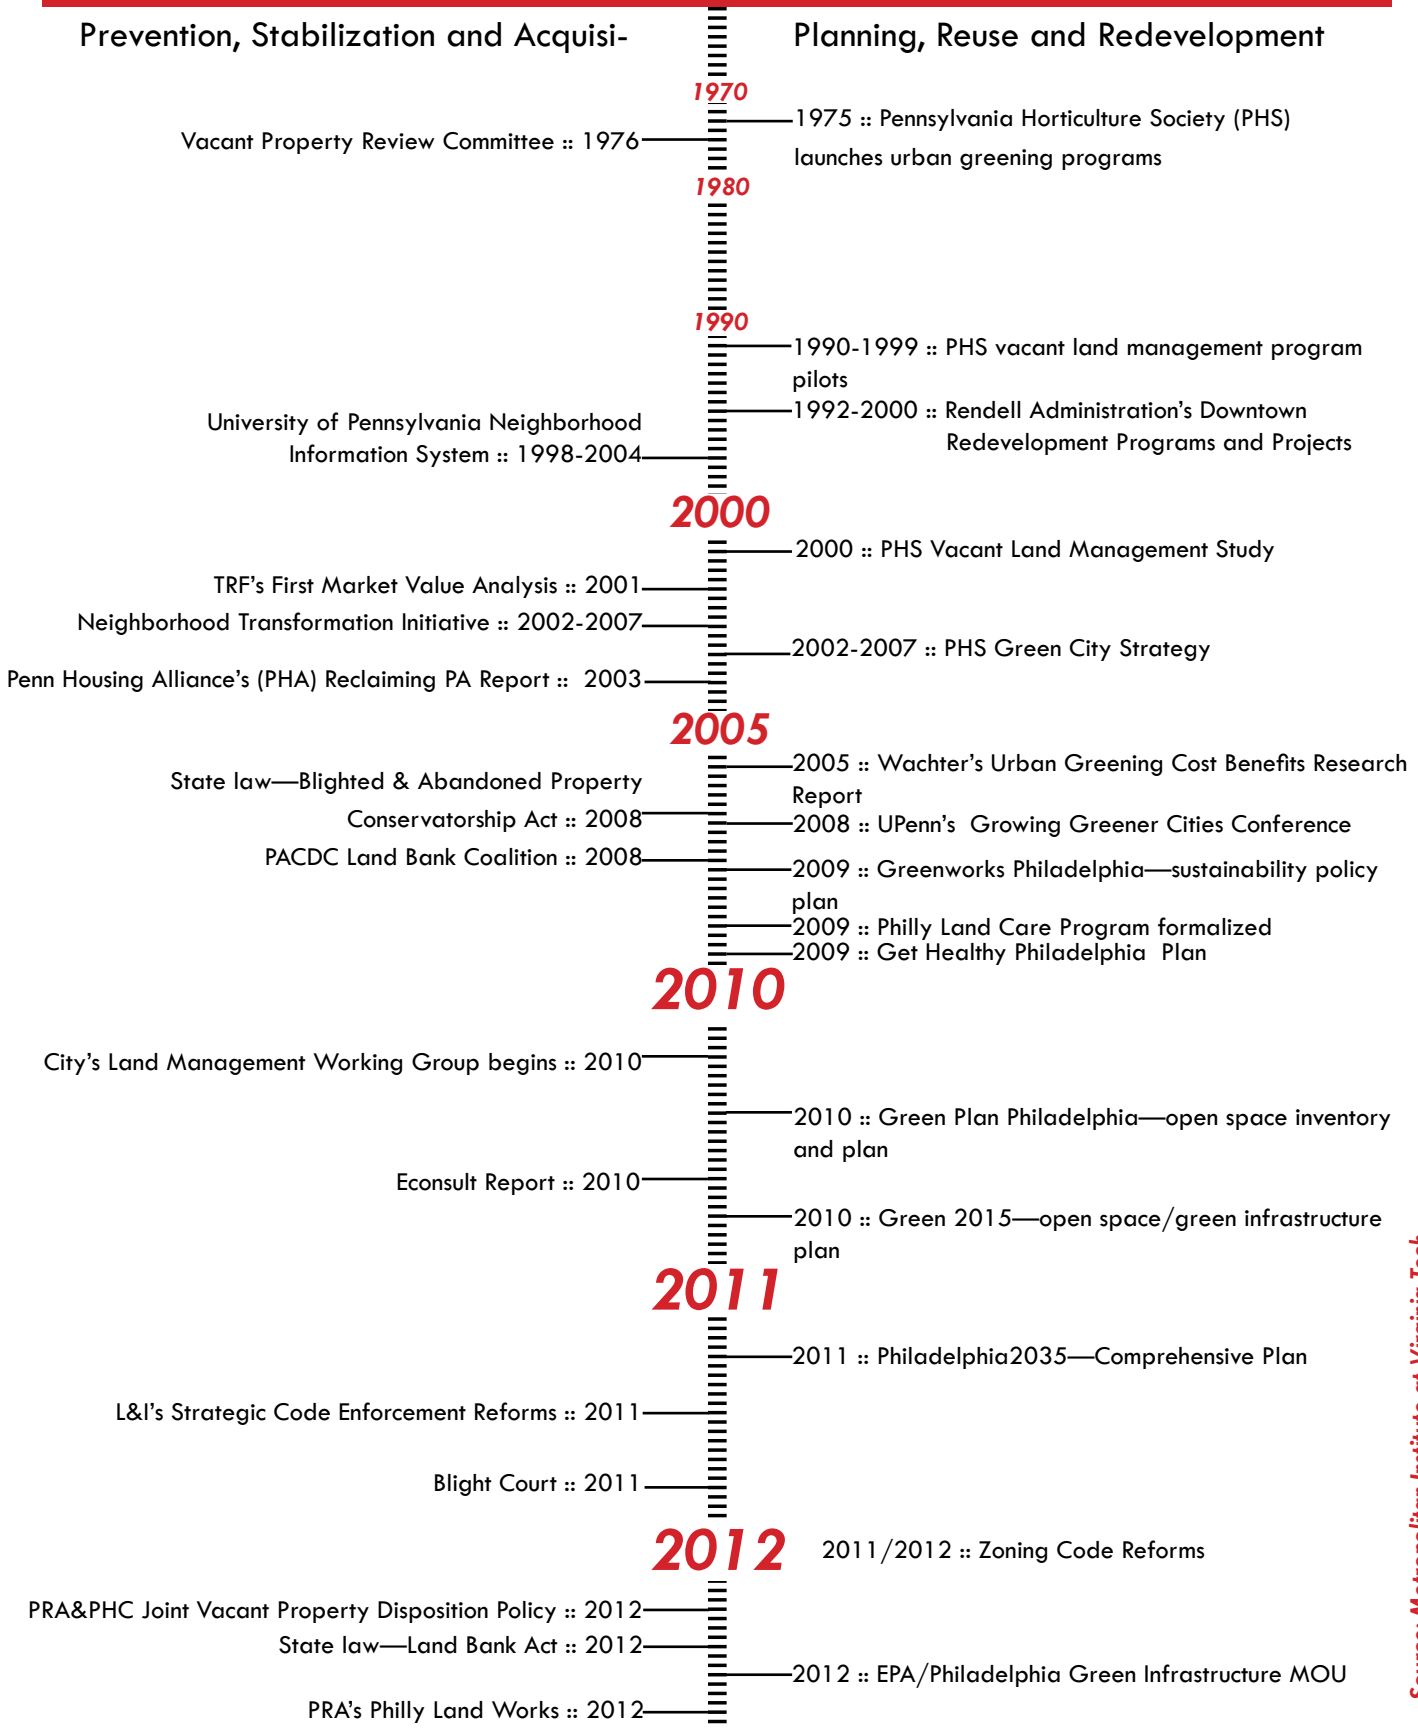 Prevention, Stabilization and Acquisi-
Planning, Reuse and Redevelopment
1970
1975 :: Pennsylvania Horticulture Society (PHS)
launches urban greening programs
Vacant Property Review Committee :: 1976
1980
1990
1990-1999 :: PHS vacant land management program
pilots
1992-2000 :: Rendell Administration's Downtown
Redevelopment Programs and Projects
University of Pennsylvania Neighborhood
Information System :: 1998-2004
2000
2000 :: PHS Vacant Land Management Study
TRF's First Market Value Analysis :: 2001
Neighborhood Transformation Initiative :: 2002-2007
2002-2007 :: PHS Green City Strategy
Penn Housing Alliance's (PHA) Reclaiming PA Report :: 2003
2005
2005 :: Wachter's Urban Greening Cost Benefits Research
Report
State law—Blighted & Abandoned Property
Conservatorship Act :: 2008
2008 :: UPenn's Growing Greener Cities Conference
PACDC Land Bank Coalition :: 2008
2009 :: Greenworks Philadelphia—sustainability policy
plan
2009 :: Philly Land Care Program formalized
2009 :: Get Healthy Philadelphia Plan
2010
City's Land Management Working Group begins :: 2010
2010 :: Green Plan Philadelphia—open space inventory
and plan
Econsult Report :: 2010
2010 :: Green 2015—open space/green infrastructure
plan
2011
2011 :: Philadelphia2035—Comprehensive Plan
L&I's Strategic Code Enforcement Reforms :: 2011
Blight Court :: 2011
2012
2011/2012 :: Zoning Code Reforms
PRA&PHC Joint Vacant Property Disposition Policy :: 2012
State law—Land Bank Act :: 2012
2012 :: EPA/Philadelphia Green Infrastructure MOU
PRA's Philly Land Works :: 2012
Source: Metropolitan Institute at Virginia Tech